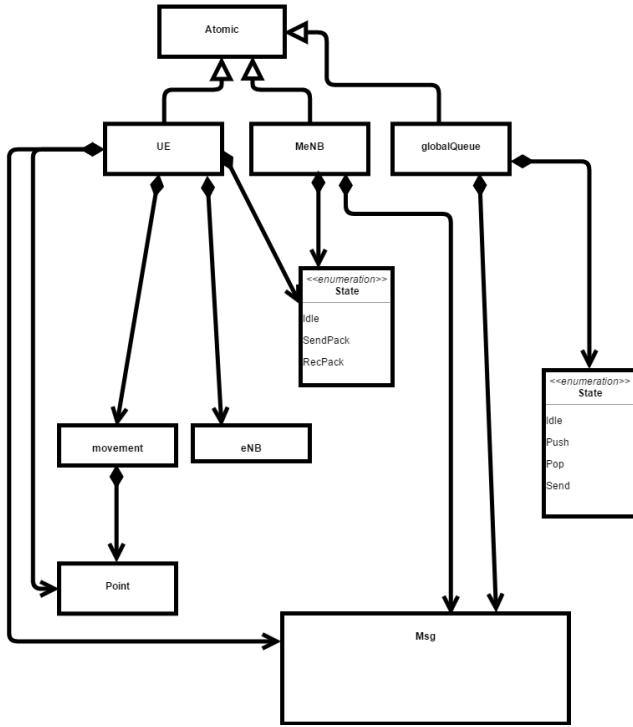 Atomic
UE
MeNB
globalQueue
<<enumeration>>
State
Idle
SendPack
RecPack
<<enumeration>>
State
Idle
Push
Pop
Send
movement
eNB
Point
Msg